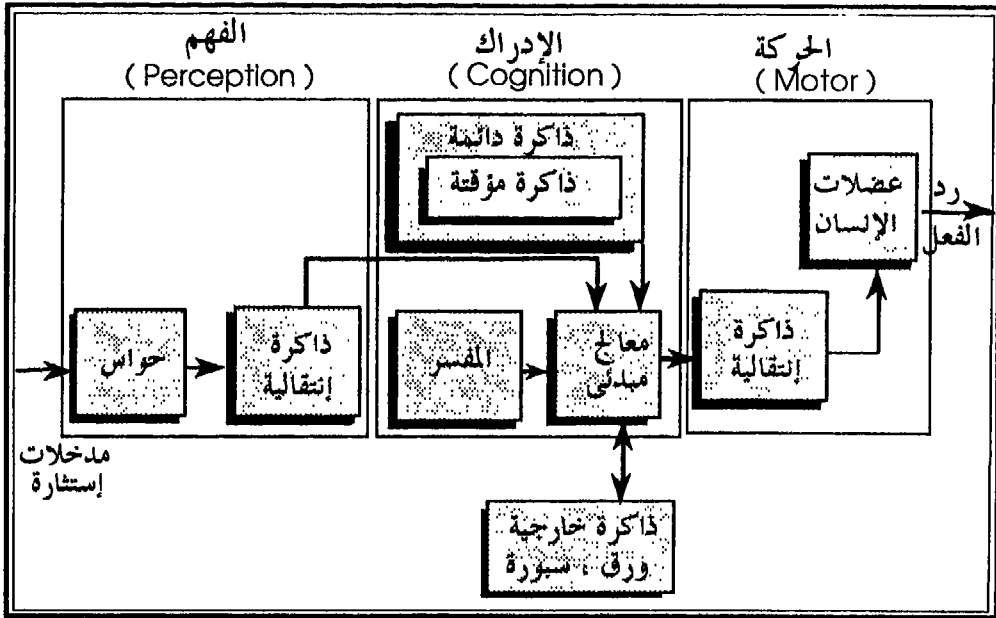 الفهم
(Perception)
الإدراك
(Cognition)
الحركة
(Motor)
ذاكرة دائمة
ذاكرة مؤقتة
عضلات
الإنسان
رد
الفعل
حواس
ذاكرة
إنتقالية
المفسر
معالج
مبدئى
ذاكرة
إنتقالية
مدخلات
إستثارة
ذاكرة خارجية
ورق ، سبورة